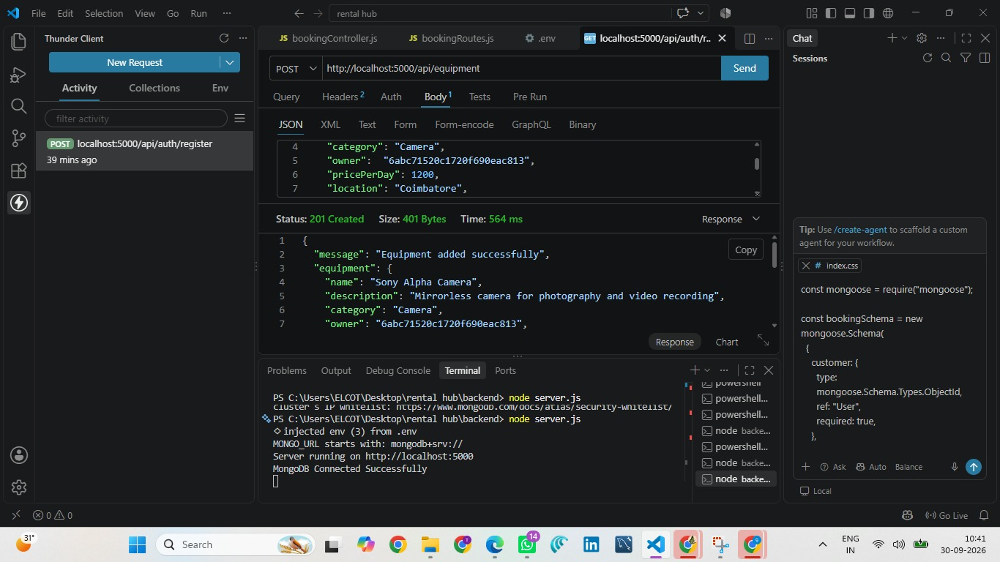 File Edit Selection View Go Run ···
rental hub
Thunder Client
New Request
Activity Collections Env
filter activity
POST localhost:5000/api/auth/register
39 mins ago
JS bookingController.js
JS bookingRoutes.js
.env
GET localhost:5000/api/auth/r..
POST http://localhost:5000/api/equipment Send
Query Headers 2 Auth Body 1 Tests Pre Run
JSON XML Text Form Form-encode GraphQL Binary
4 "category": "Camera",
5 "owner":  "6abc71520c1720f690eac813",
6 "pricePerDay": 1200,
7 "location": "Coimbatore",
Status: 201 Created Size: 401 Bytes Time: 564 ms Response
1 {
2 "message": "Equipment added successfully",
3 "equipment": {
4 "name": "Sony Alpha Camera",
5 "description": "Mirrorless camera for photography and video recording",
6 "category": "Camera",
7 "owner": "6abc71520c1720f690eac813",
Copy
Response Chart
Problems Output Debug Console Terminal Ports
PS C:\Users\ELCOT\Desktop\rental hub\backend> node server.js
cluster's IP whitelist: https://www.mongodb.com/docs/atlas/security-whitelist/
PS C:\Users\ELCOT\Desktop\rental hub\backend> node server.js
◇ injected env (3) from .env
MONGO_URL starts with: mongodb+srv://
Server running on http://localhost:5000
MongoDB Connected Successfully
powershell
powershell...
powershell...
node backe...
powershell...
node backe...
node backe...
Chat
Sessions
Tip: Use /create-agent to scaffold a custom
agent for your workflow.
# index.css
const mongoose = require("mongoose");
const bookingSchema = new
mongoose.Schema(
{
customer: {
type:
mongoose.Schema.Types.ObjectId,
ref: "User",
required: true,
},
Ask Auto Balance
Local
0 0
Go Live
31°
Search
14
ENG
IN
10:41
30-09-2026